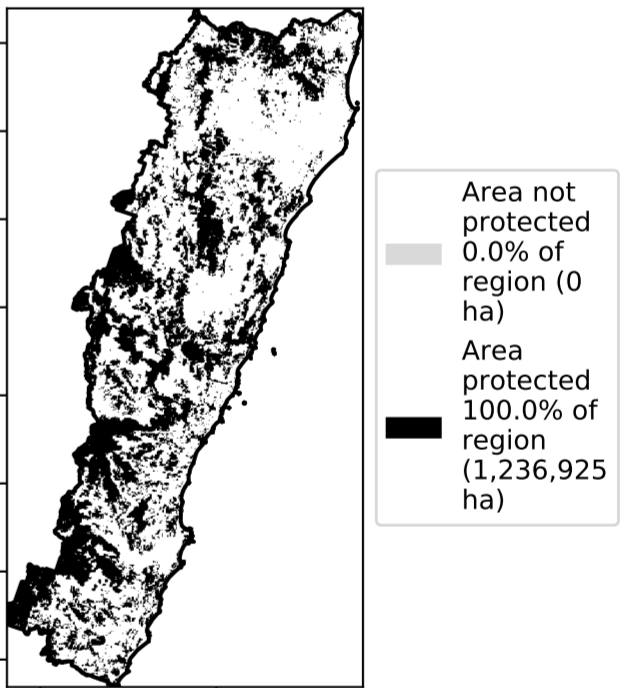 Area not
protected
0.0% of
region (0
ha)
Area
protected
100.0% of
region
(1,236,925
ha)